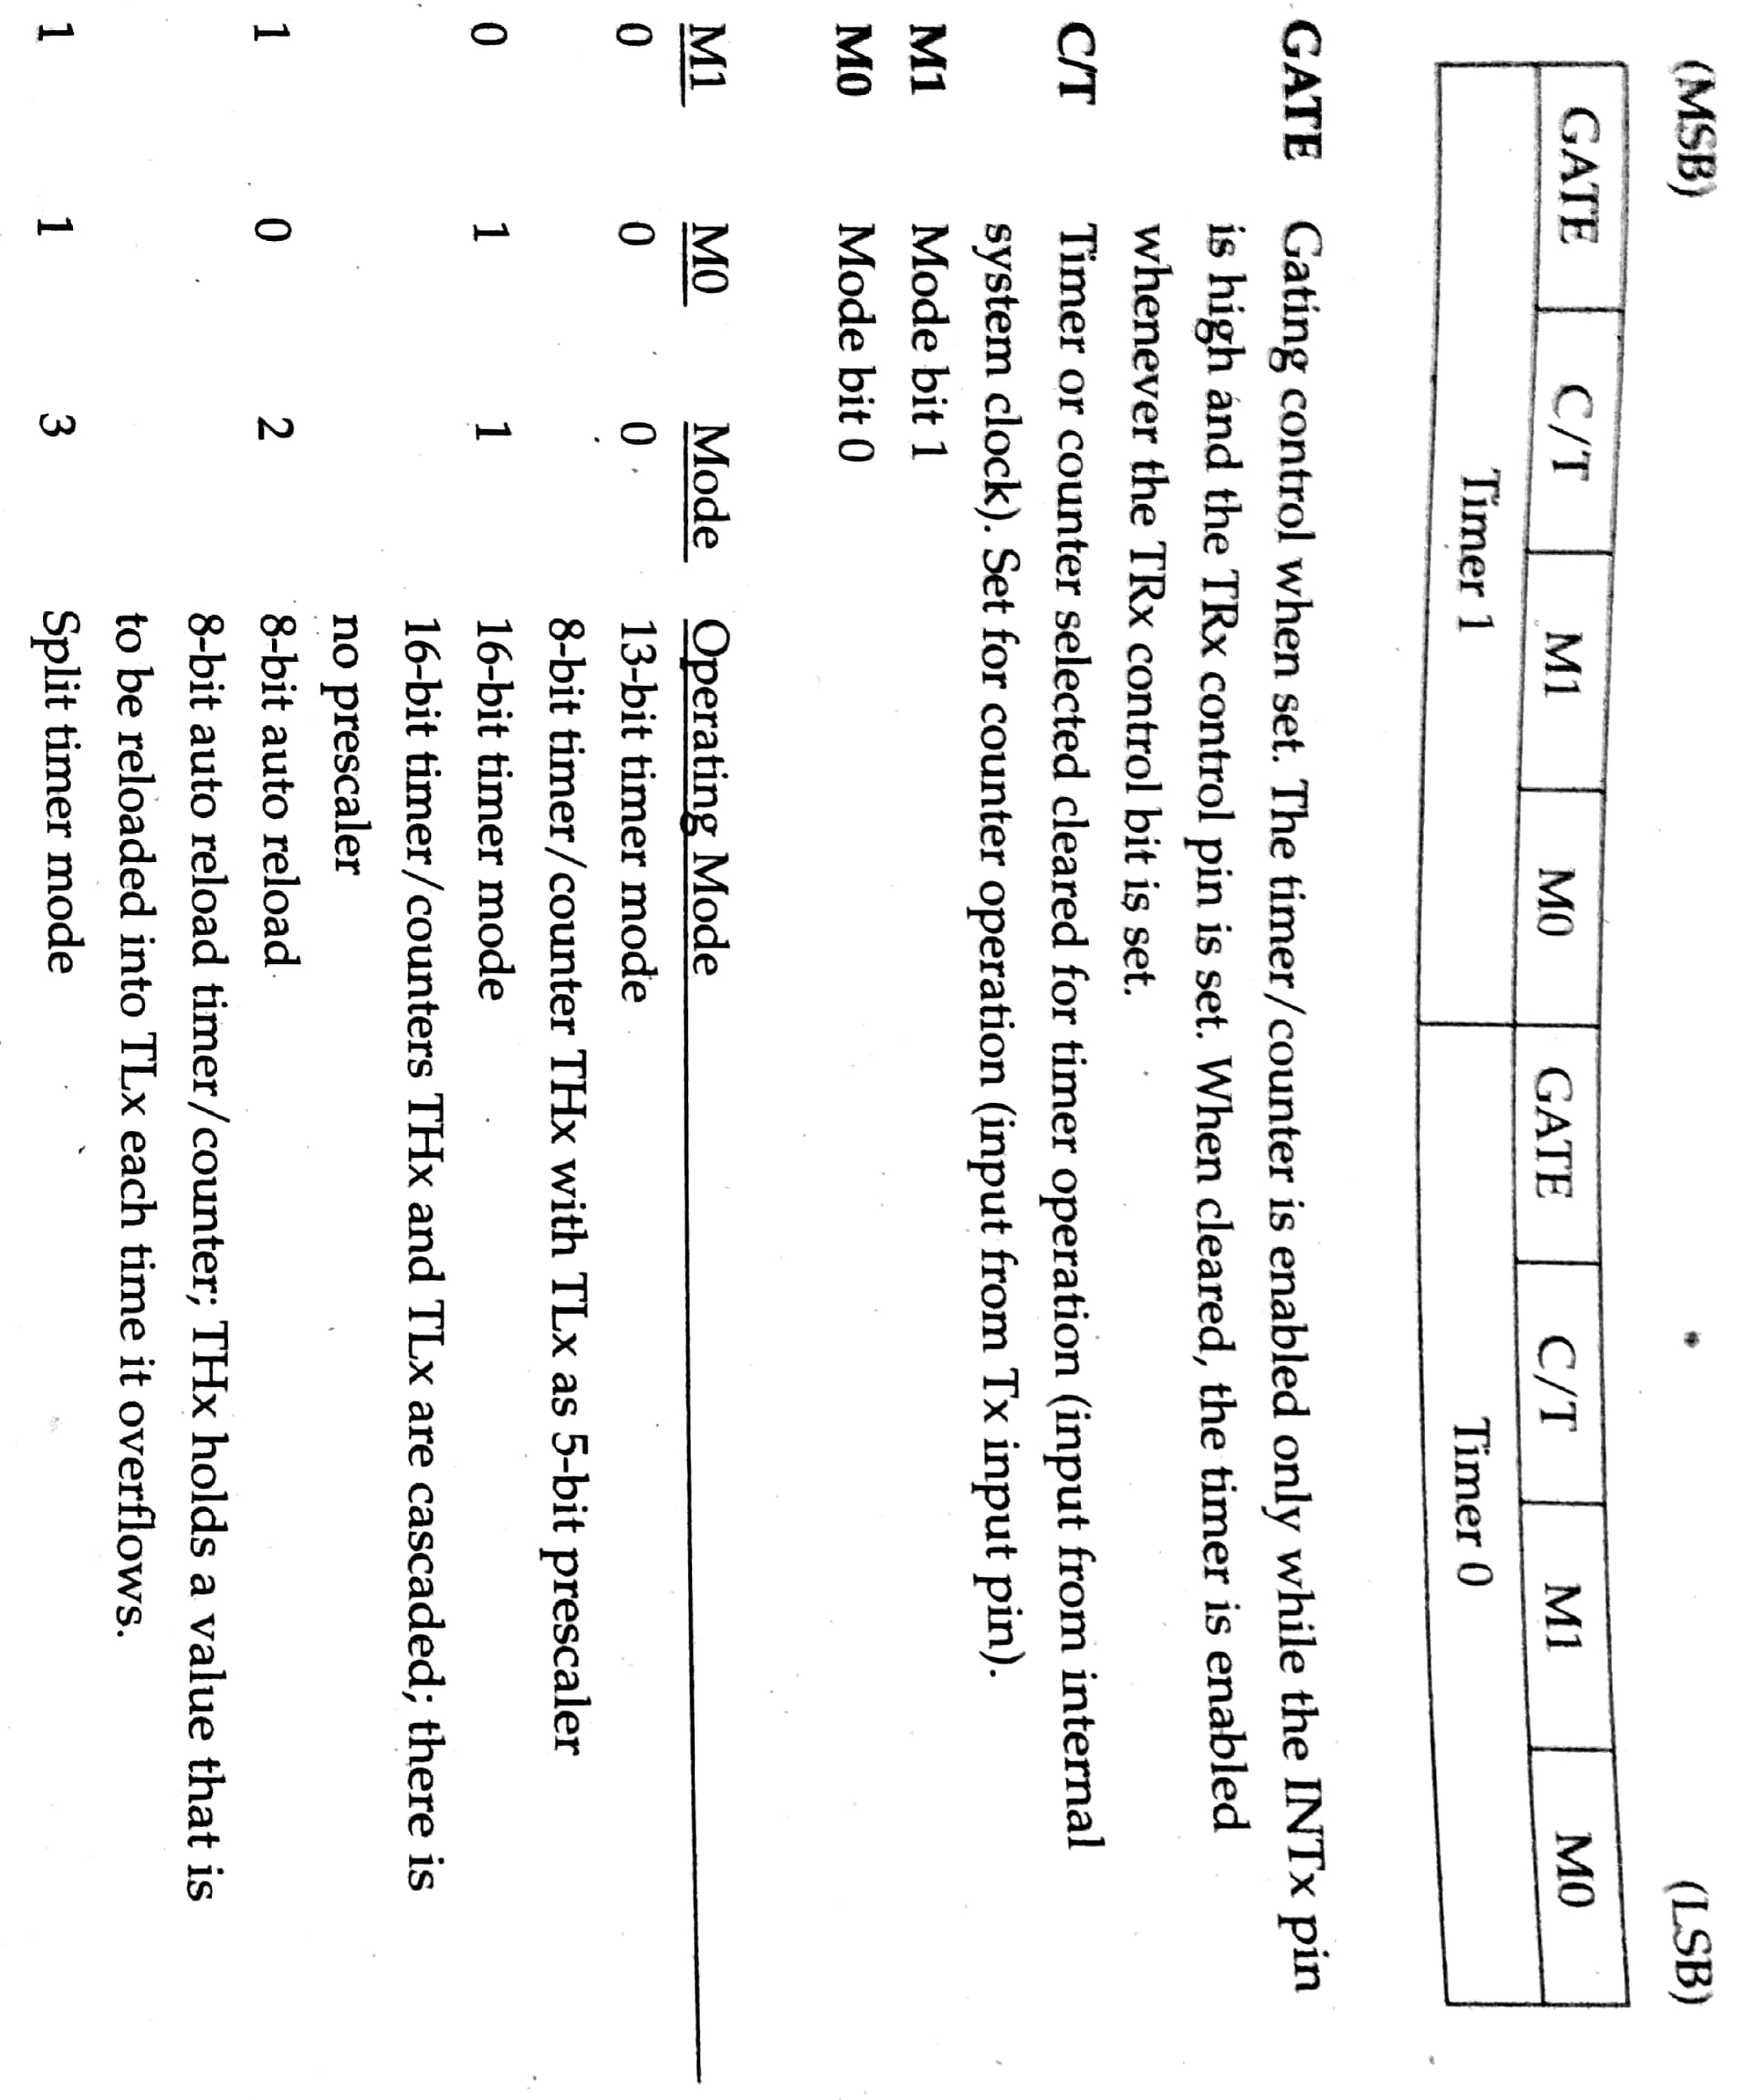 (MSB) (LSB)
GATE C/T M1 M0 GATE C/T M1 M0
Timer 1 Timer 0
GATE Gating control when set. The timer/counter is enabled only while the INTx pin
is high and the TRx control pin is set. When cleared, the timer is enabled
whenever the TRx control bit is set.
C/T Timer or counter selected cleared for timer operation (input from internal
system clock). Set for counter operation (input from Tx input pin).
M1 Mode bit 1
M0 Mode bit 0
M1 M0 Mode Operating Mode
0 0 0 13-bit timer mode
8-bit timer/counter THx with TLx as 5-bit prescaler
0 1 1 16-bit timer mode
16-bit timer/counters THx and TLx are cascaded; there is
no prescaler
1 0 2 8-bit auto reload
8-bit auto reload timer/counter; THx holds a value that is
to be reloaded into TLx each time it overflows.
1 1 3 Split timer mode